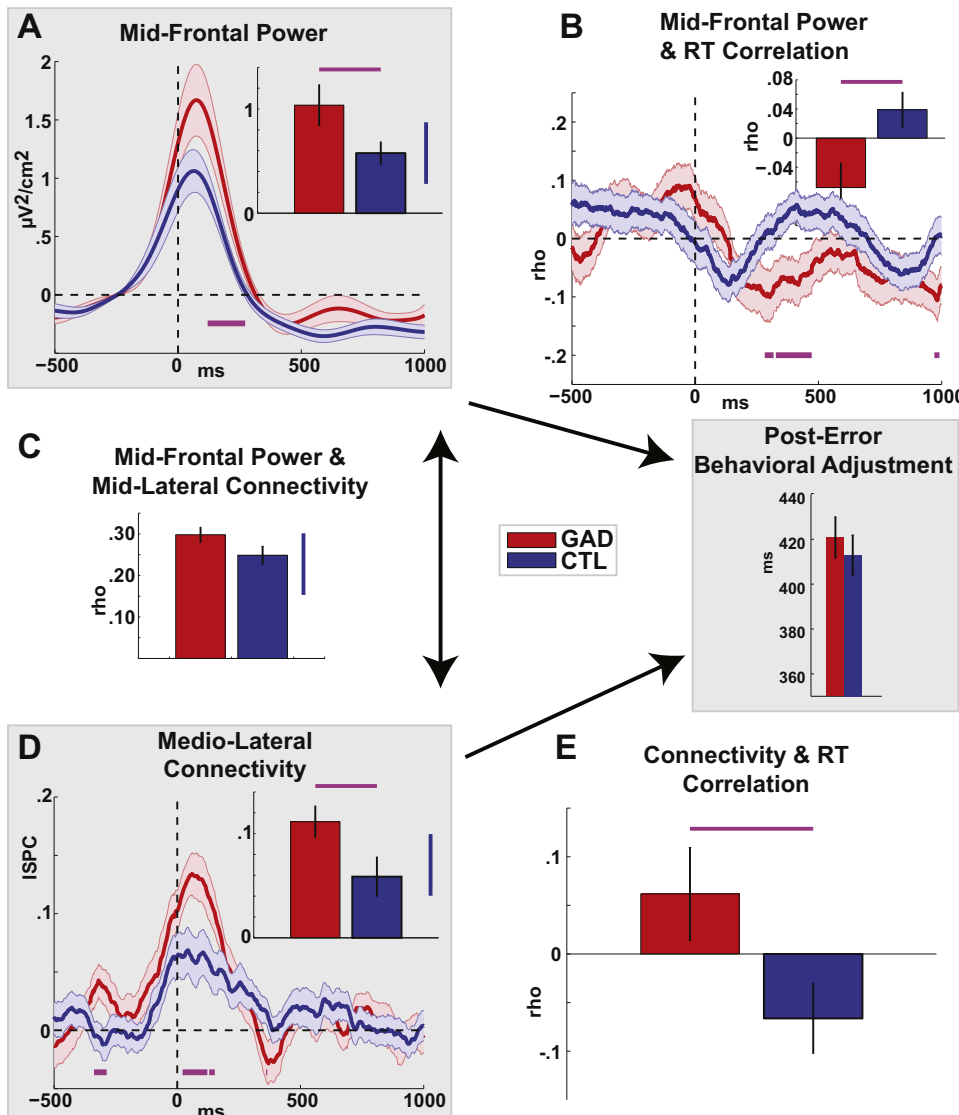 A
Mid-Frontal Power
2
1.5
1
.5
0
-.5
µV²/cm2
1
0
-500
0
500
1000
ms
B
Mid-Frontal Power
& RT Correlation
.2
0.1
0
-0.1
-.2
rho
.08
.04
0
-.04
rho
-500
0
500
1000
ms
C
Mid-Frontal Power &
Mid-Lateral Connectivity
.30
.20
.10
rho
GAD
CTL
Post-Error
Behavioral Adjustment
440
420
400
380
360
ms
D
Medio-Lateral
Connectivity
.2
.1
0
ISPC
.1
0
-500
0
500
1000
ms
E
Connectivity & RT
Correlation
.1
0
-.1
rho